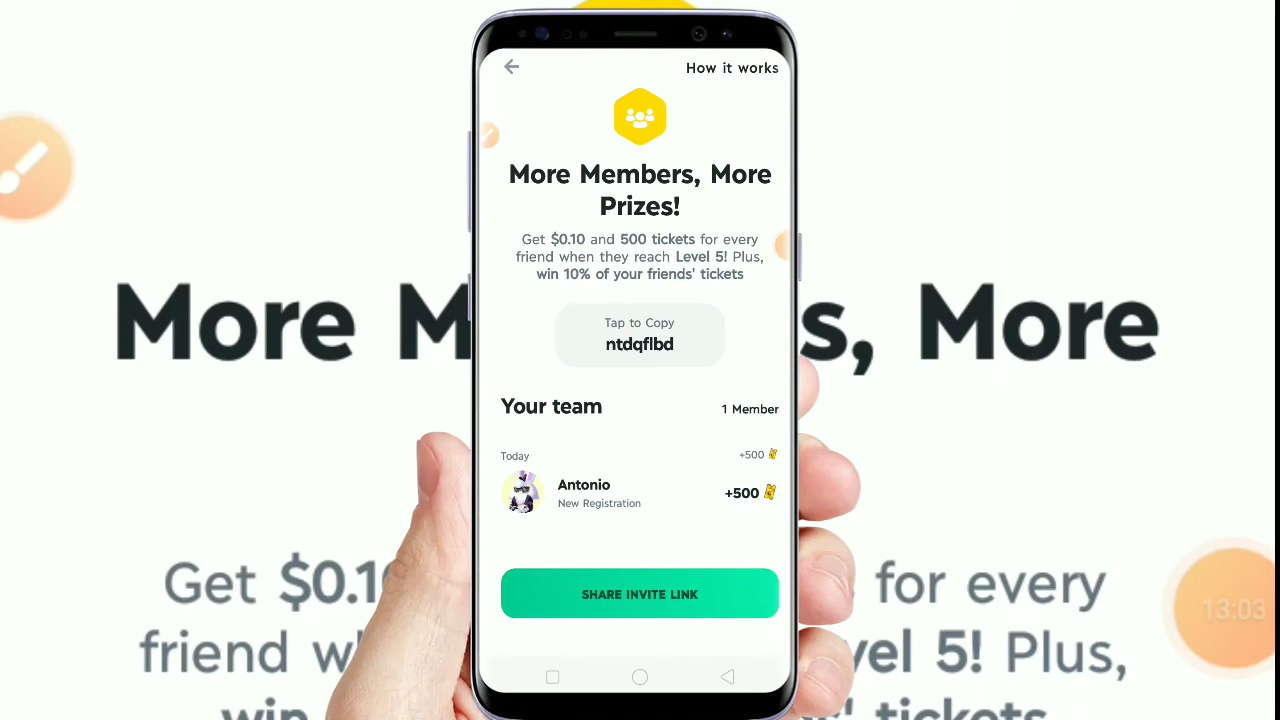 How it works
More Members, More
Prizes!
Get $0.10 and 500 tickets for every
friend when they reach Level 5! Plus,
win 10% of your friends' tickets
Tap to Copy
ntdqflbd
Your team
1 Member
Today
+500
Antonio
New Registration
+500
SHARE INVITE LINK
More M
s, More
Get $0.10
for every
friend w
vel 5! Plus,
win
' tickets
13:03